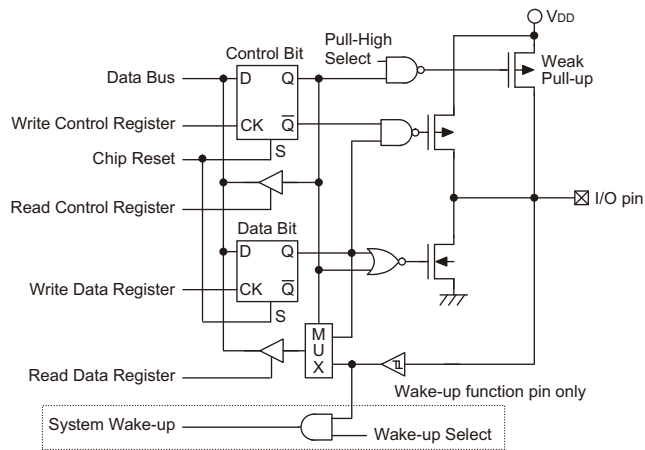 VDD
Pull-High
Select
Control Bit
Weak
Pull-up
Data Bus
D
Q
Write Control Register
CK
Q
Chip Reset
S
Read Control Register
I/O pin
Data Bit
D
Q
Write Data Register
CK
Q
S
M
U
X
Read Data Register
Wake-up function pin only
System Wake-up
Wake-up Select